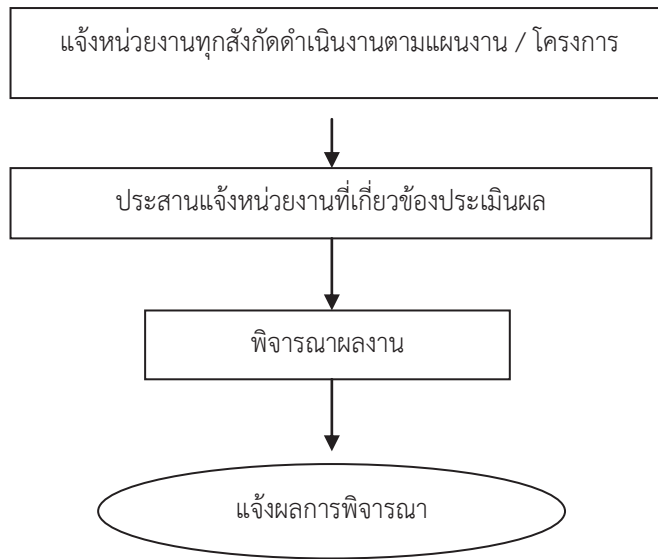 แจ้งหน่วยงานทุกสังกัดดำเนินงานตามแผนงาน / โครงการ
ประสานแจ้งหน่วยงานที่เกี่ยวข้องประเมินผล
พิจารณาผลงาน
แจ้งผลการพิจารณา